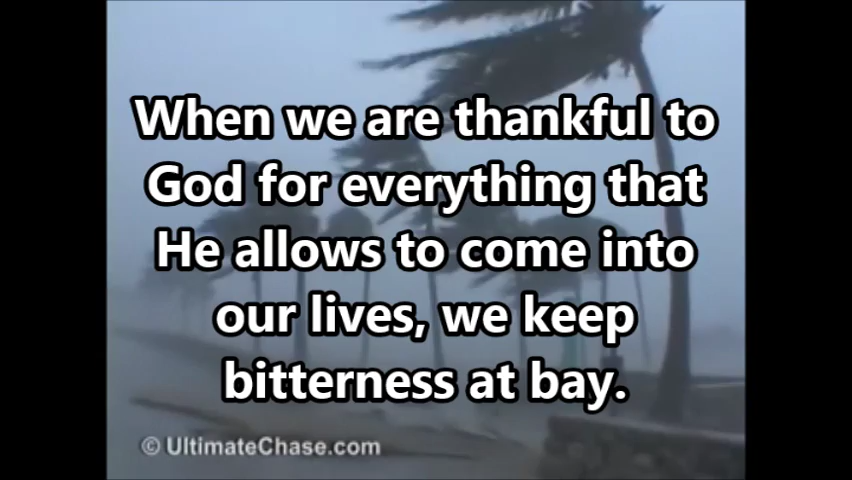 When we are thankful to
God for everything that
He allows to come into
our lives, we keep
bitterness at bay.
© UltimateChase.com